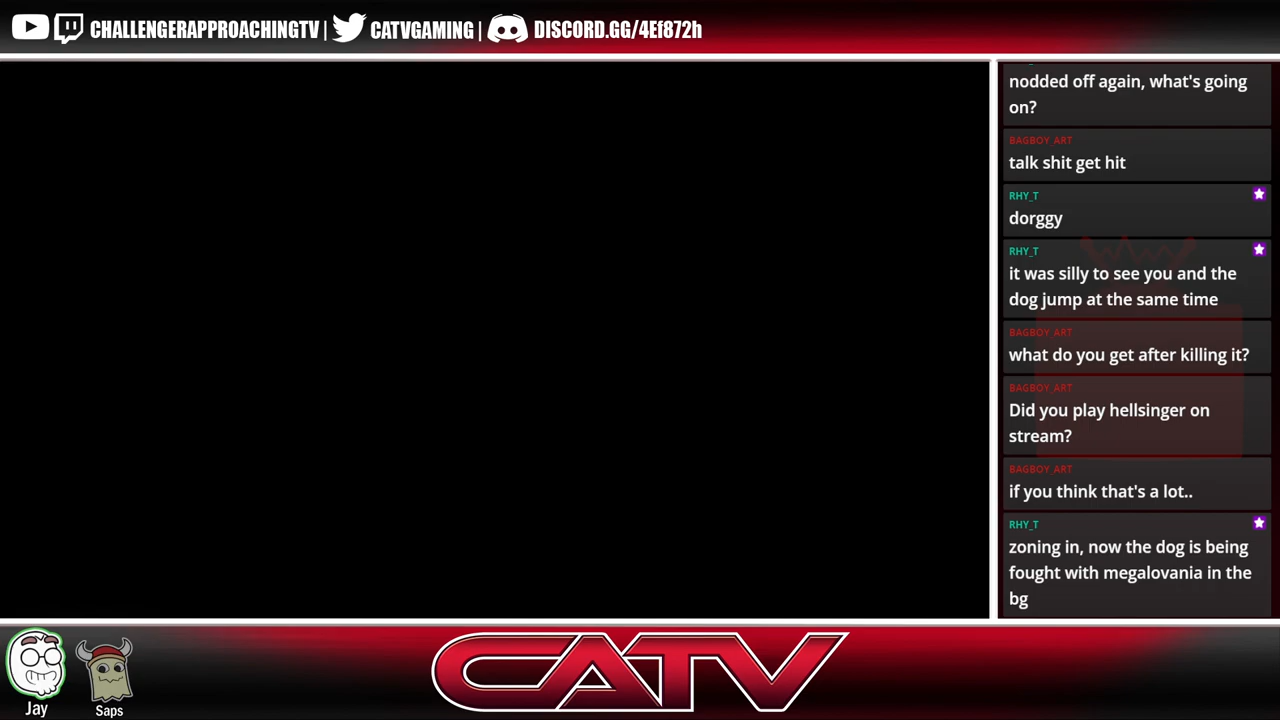 CHALLENGERAPPROACHINGTV | CATVGAMING | DISCORD.GG/4Ef872h
nodded off again, what's going
on?
BAGBOY_ART
talk shit get hit
RHY_T
dorggy
RHY_T
it was silly to see you and the
dog jump at the same time
BAGBOY_ART
what do you get after killing it?
BAGBOY_ART
Did you play hellsinger on
stream?
BAGBOY_ART
if you think that's a lot..
RHY_T
zoning in, now the dog is being
fought with megalovania in the
bg
CATV
Jay
Saps